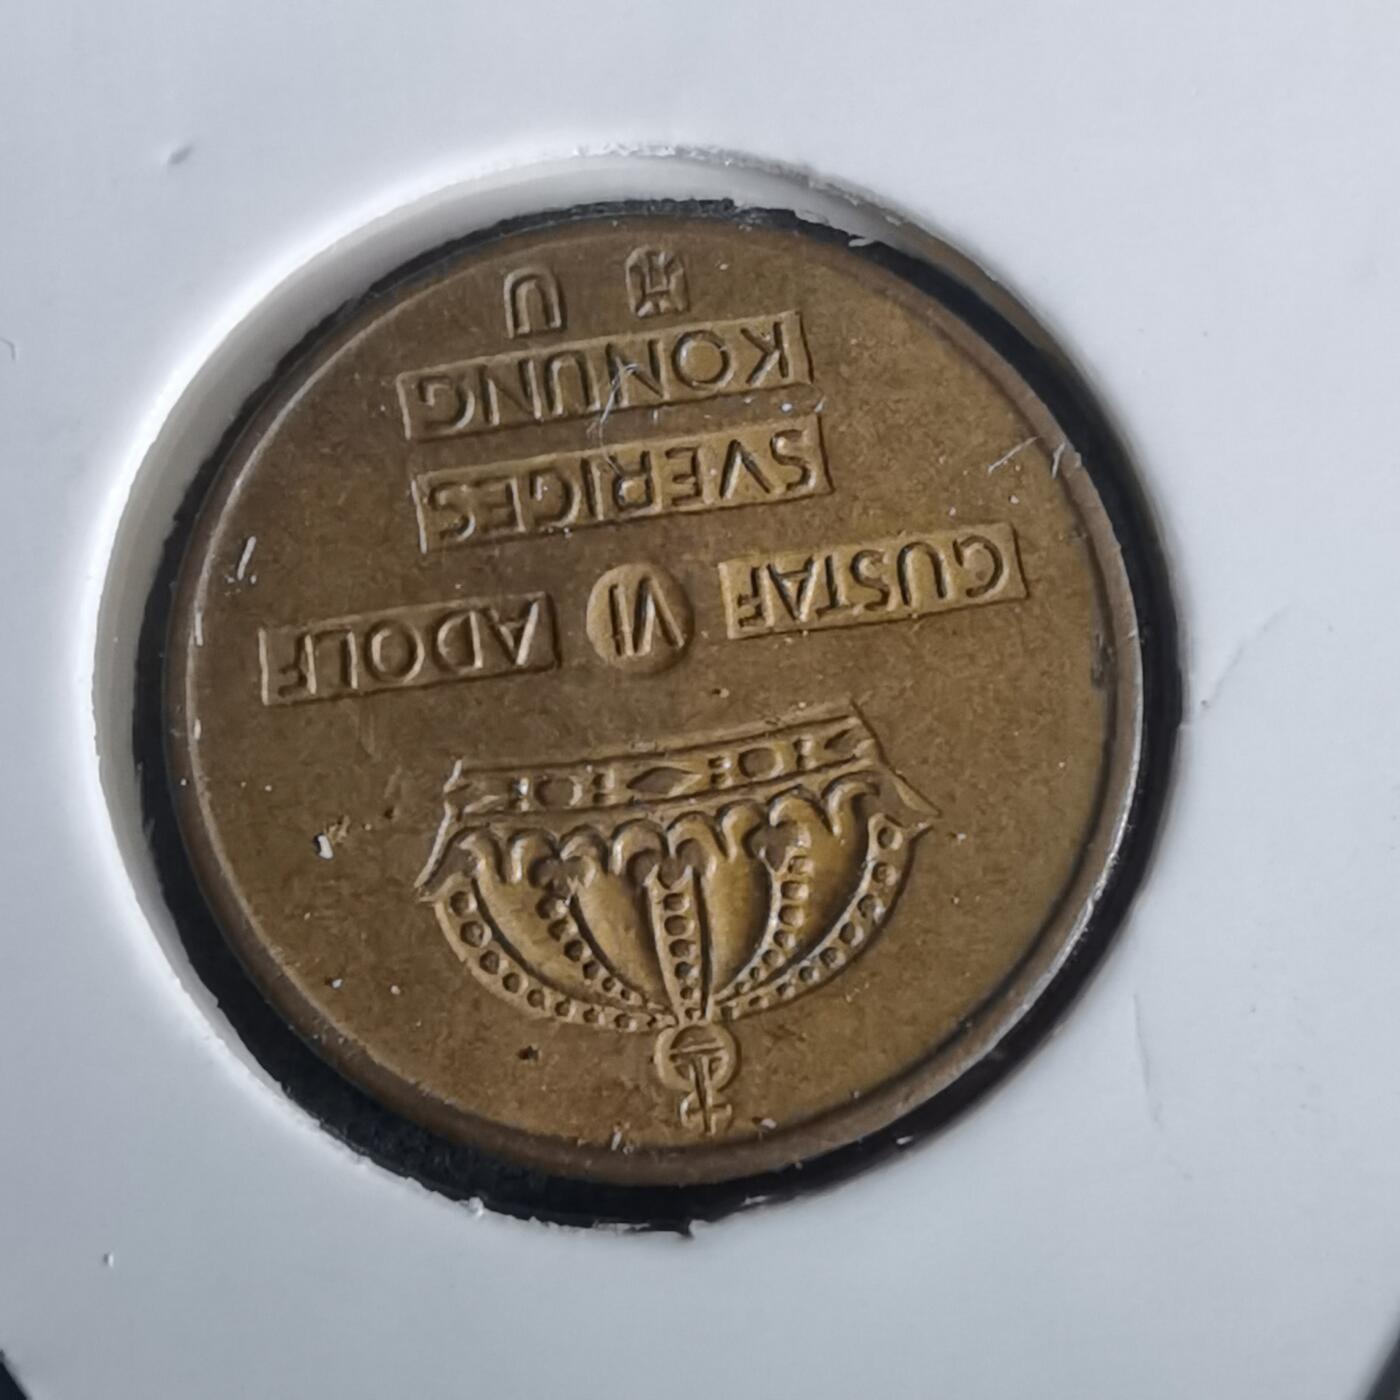 GUSTAF VI ADOLF
SVERIGES
KONUNG
U